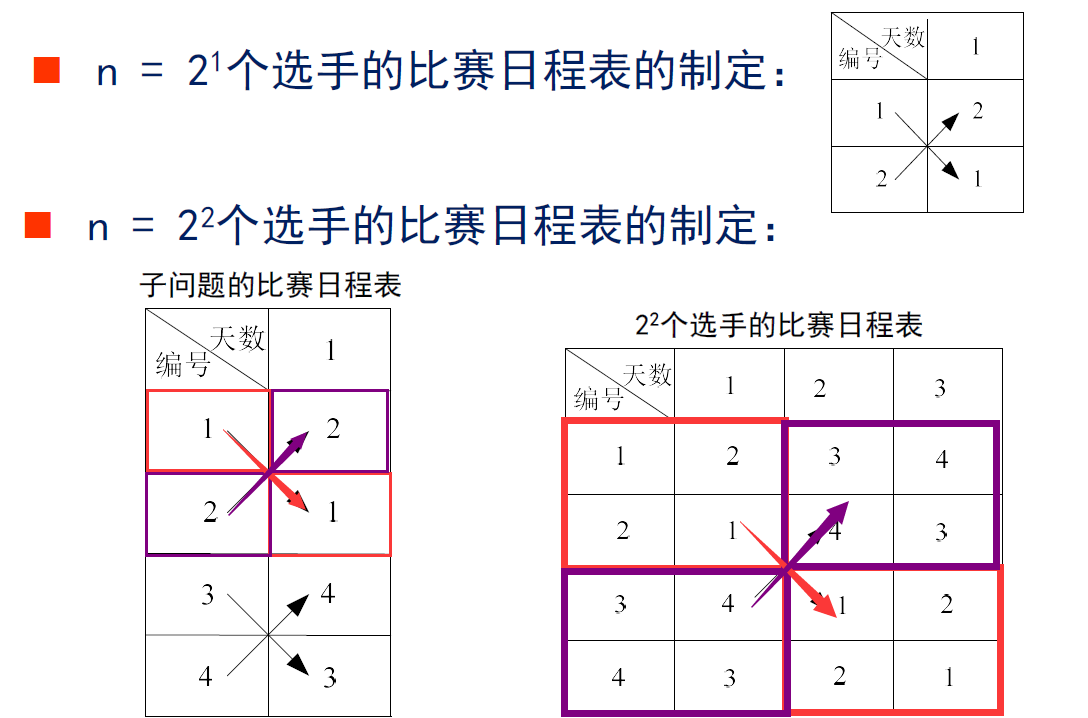 n = 2¹个选手的比赛日程表的制定：
天数 1
编号
1 2
2 1
n = 2²个选手的比赛日程表的制定：
子问题的比赛日程表
天数 1
编号
1 2
2 1
3 4
4 3
2²个选手的比赛日程表
天数 1 2 3
编号
1 2 3 4
2 1 4 3
3 4 1 2
4 3 2 1